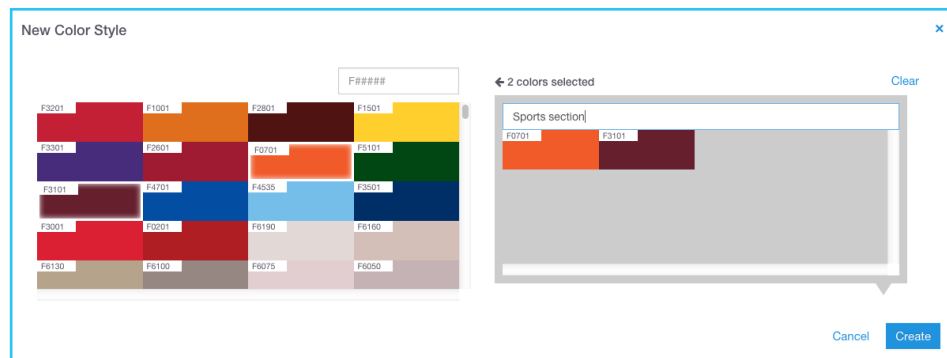 New Color Style
×
F#####
F3201 F1001 F2801 F1501
F3301 F2601 F0701 F5101
F3101 F4701 F4535 F3501
F3001 F0201 F6190 F6160
F6130 F6100 F6075 F6050
← 2 colors selected
Clear
Sports section
F0701 F3101
Cancel
Create